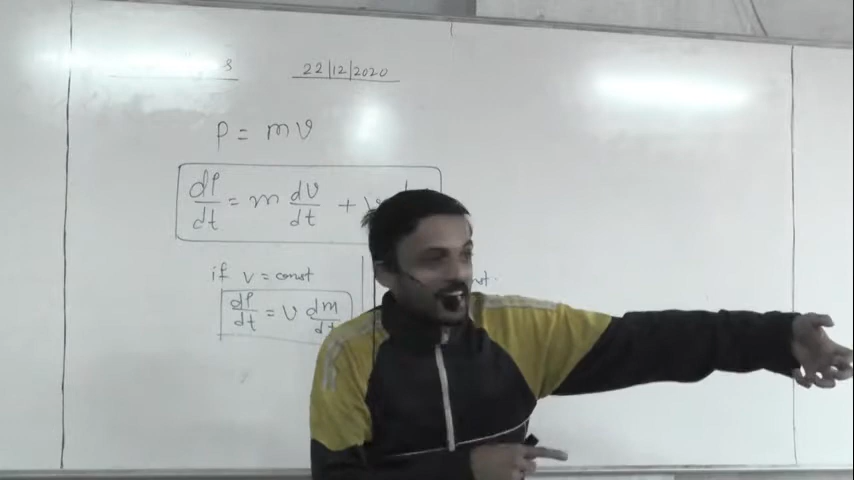 22|12|2020
P = mv
dP/dt = m dv/dt + v
if v = const
dP/dt = v dm/dt